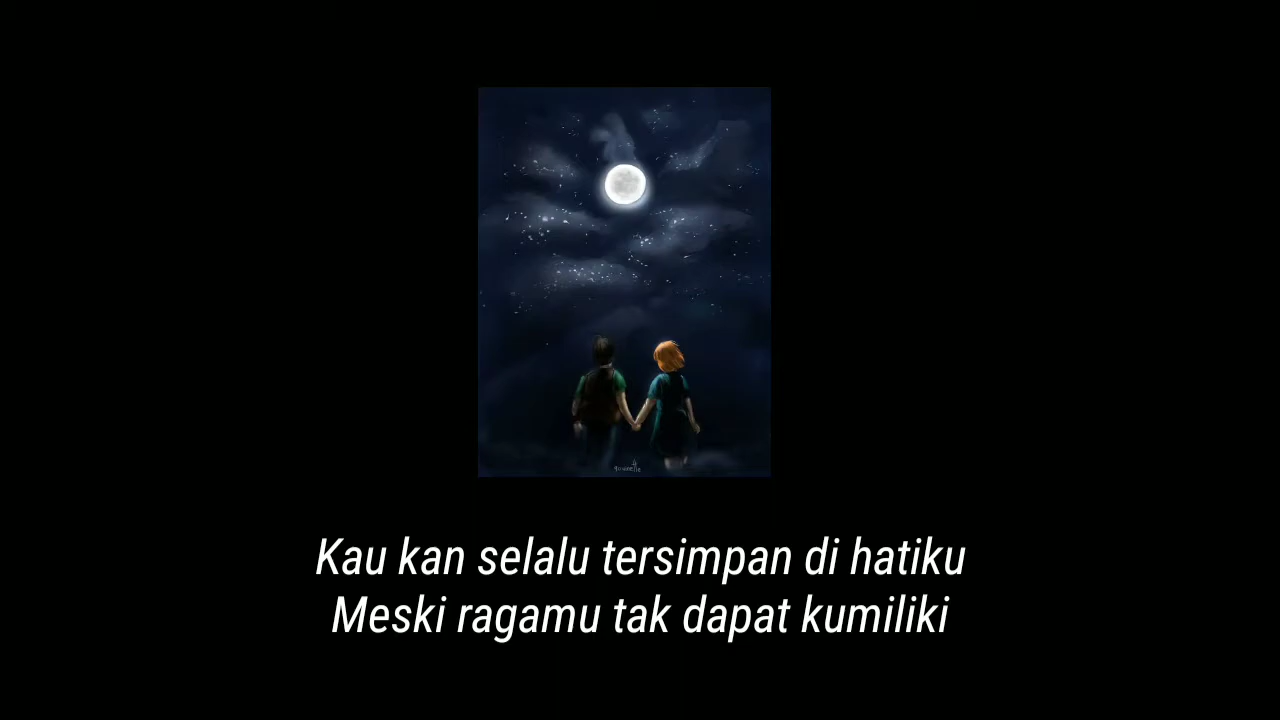 Kau kan selalu tersimpan di hatiku
Meski ragamu tak dapat kumiliki